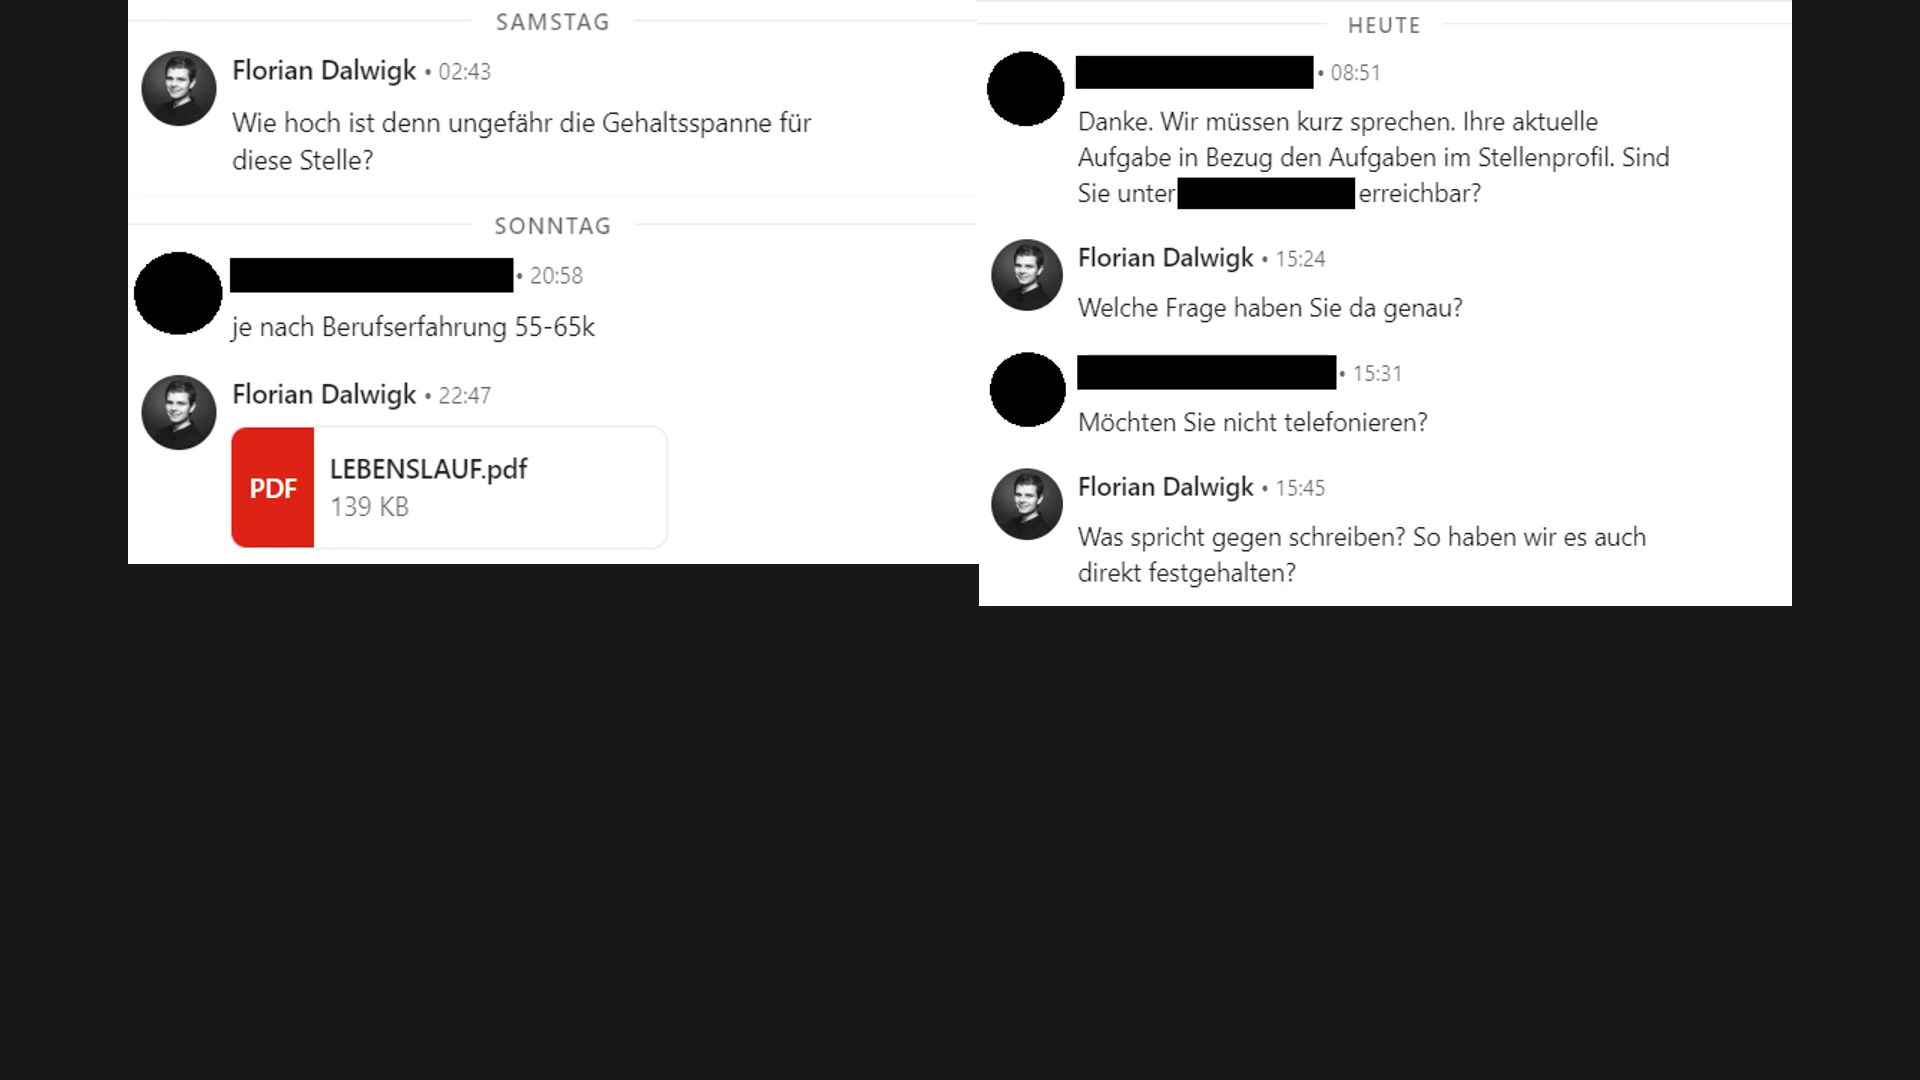 SAMSTAG
Florian Dalwigk • 02:43
Wie hoch ist denn ungefähr die Gehaltsspanne für
diese Stelle?
SONNTAG
• 20:58
je nach Berufserfahrung 55-65k
Florian Dalwigk • 22:47
PDF
LEBENSLAUF.pdf
139 KB
HEUTE
• 08:51
Danke. Wir müssen kurz sprechen. Ihre aktuelle
Aufgabe in Bezug den Aufgaben im Stellenprofil. Sind
Sie unter erreichbar?
Florian Dalwigk • 15:24
Welche Frage haben Sie da genau?
• 15:31
Möchten Sie nicht telefonieren?
Florian Dalwigk • 15:45
Was spricht gegen schreiben? So haben wir es auch
direkt festgehalten?